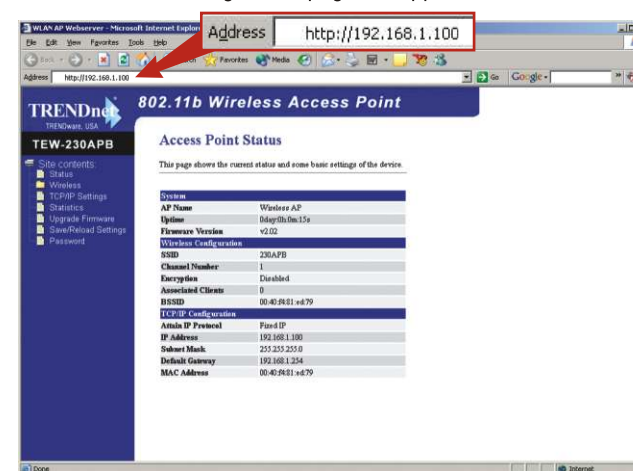 WLAN AP Webserver - Microsoft Internet Explor
Address http://192.168.1.100
File Edit View Favorites Tools Help
Back Favorites Media
Address http://192.168.1.100 Go Google
TRENDnet
TRENDware, USA
TEW-230APB
Site contents:
Status
Wireless
TCP/IP Settings
Statistics
Upgrade Firmware
Save/Reload Settings
Password
802.11b Wireless Access Point
Access Point Status
This page shows the current status and some basic settings of the device.
System
AP Name Wireless AP
Uptime 0day:0h:0m:15s
Firmware Version v2.02
Wireless Configuration
SSID 230APB
Channel Number 1
Encryption Disabled
Associated Clients 0
BSSID 00:40:f4:81:ed:79
TCP/IP Configuration
Attain IP Protocol Fixed IP
IP Address 192.168.1.100
Subnet Mask 255.255.255.0
Default Gateway 192.168.1.254
MAC Address 00:40:f4:81:ed:79
Done Internet